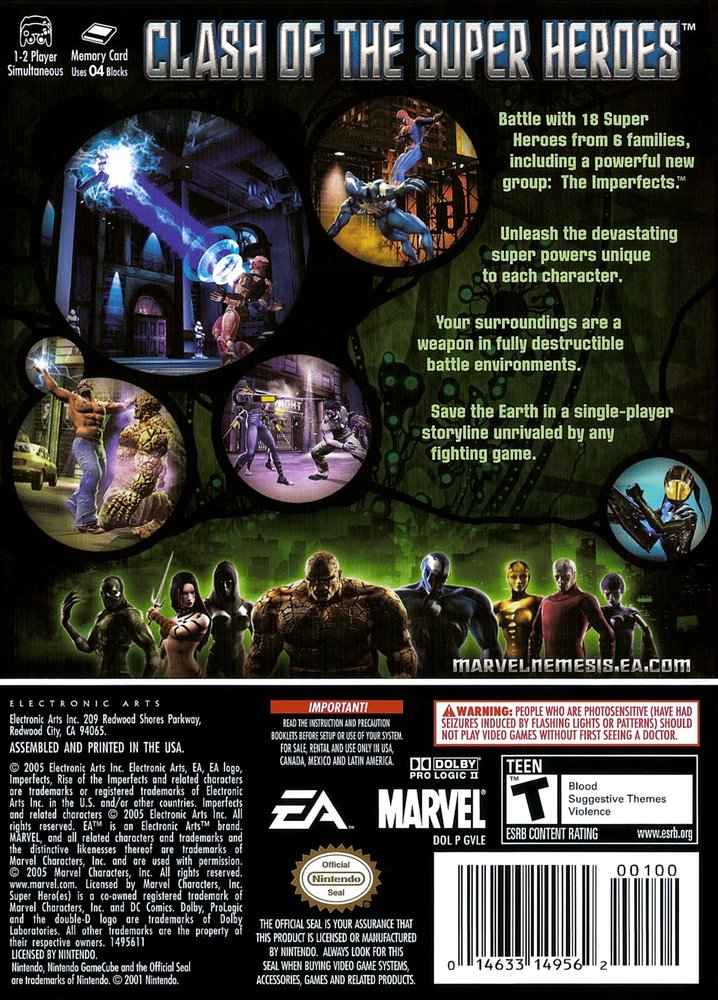 CLASH OF THE SUPER HEROES™
1-2 Player
Simultaneous
Memory Card
Uses 04 Blocks
Battle with 18 Super
Heroes from 6 families,
including a powerful new
group: The Imperfects.™
Unleash the devastating
super powers unique
to each character.
Your surroundings are a
weapon in fully destructible
battle environments.
Save the Earth in a single-player
storyline unrivaled by any
fighting game.
MARVELNEMESIS.EA.COM
ELECTRONIC ARTS
Electronic Arts Inc. 209 Redwood Shores Parkway,
Redwood City, CA 94065.
ASSEMBLED AND PRINTED IN THE USA.
© 2005 Electronic Arts Inc. Electronic Arts, EA, EA logo,
Imperfects, Rise of the Imperfects and related characters
are trademarks or registered trademarks of Electronic
Arts Inc. in the U.S. and/or other countries. Imperfects
and related characters © 2005 Electronic Arts Inc. All
rights reserved. EA™ is an Electronic Arts™ brand.
MARVEL, and all related characters and trademarks and
the distinctive likenesses thereof are trademarks of
Marvel Characters, Inc. and are used with permission.
© 2005 Marvel Characters, Inc. All rights reserved.
www.marvel.com. Licensed by Marvel Characters, Inc.
Super Hero(es) is a co-owned registered trademark of
Marvel Characters, Inc. and DC Comics. Dolby, ProLogic
and the double-D logo are trademarks of Dolby
Laboratories. All other trademarks are the property of
their respective owners. 1495611
LICENSED BY NINTENDO.
Nintendo, Nintendo GameCube and the Official Seal
are trademarks of Nintendo. © 2001 Nintendo.
IMPORTANT!
READ THE INSTRUCTION AND PRECAUTION
BOOKLETS BEFORE SETUP OR USE OF YOUR SYSTEM.
FOR SALE, RENTAL AND USE ONLY IN USA,
CANADA, MEXICO AND LATIN AMERICA.
DOLBY
PRO LOGIC II
EA™
MARVEL®
DOL P GVLE
Official
Nintendo
Seal
THE OFFICIAL SEAL IS YOUR ASSURANCE THAT
THIS PRODUCT IS LICENSED OR MANUFACTURED
BY NINTENDO. ALWAYS LOOK FOR THIS
SEAL WHEN BUYING VIDEO GAME SYSTEMS,
ACCESSORIES, GAMES AND RELATED PRODUCTS.
WARNING: PEOPLE WHO ARE PHOTOSENSITIVE (HAVE HAD
SEIZURES INDUCED BY FLASHING LIGHTS OR PATTERNS) SHOULD
NOT PLAY VIDEO GAMES WITHOUT FIRST SEEING A DOCTOR.
TEEN
T™
Blood
Suggestive Themes
Violence
ESRB CONTENT RATING www.esrb.org
00100
0 14633 14956 2